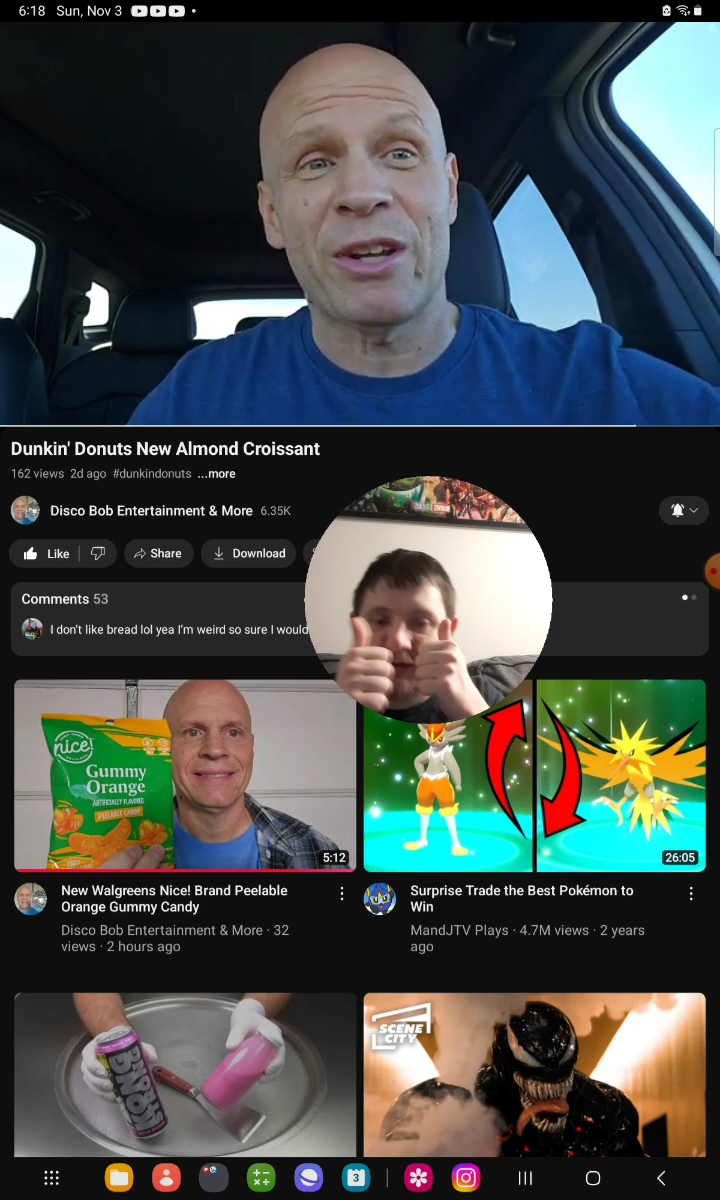 6:18 Sun, Nov 3
Dunkin' Donuts New Almond Croissant
162 views 2d ago #dunkindonuts ...more
Disco Bob Entertainment & More 6.35K
Like Share Download
Comments 53
I don't like bread lol yea I'm weird so sure I would
nice!
Gummy
Orange
ARTIFICIALLY FLAVORED
PEELABLE CANDY
5:12
26:05
New Walgreens Nice! Brand Peelable
Orange Gummy Candy
Disco Bob Entertainment & More · 32
views · 2 hours ago
Surprise Trade the Best Pokémon to
Win
MandJTV Plays · 4.7M views · 2 years
ago
SCENE
CITY
3